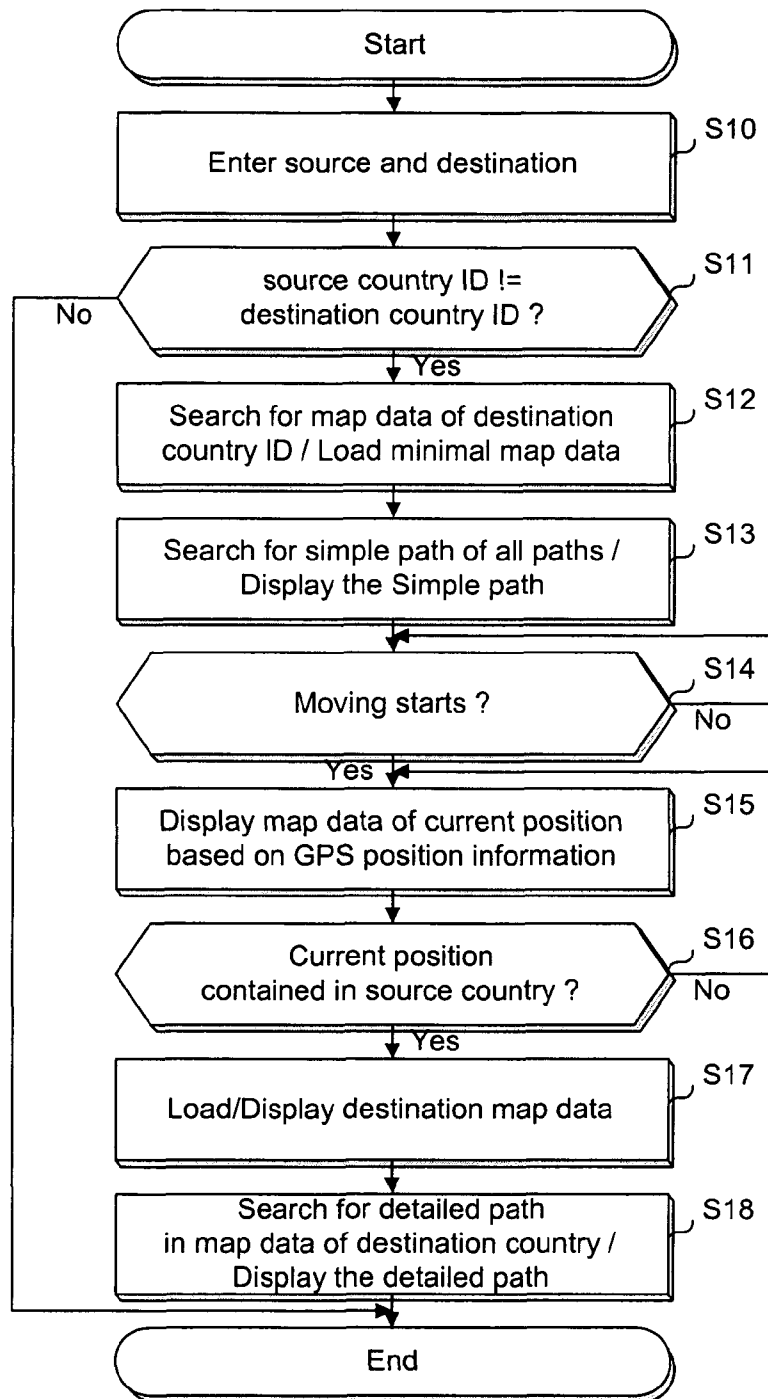 Start
S10
Enter source and destination
S11
source country ID !=
destination country ID ?
No
Yes
S12
Search for map data of destination
country ID / Load minimal map data
S13
Search for simple path of all paths /
Display the Simple path
S14
Moving starts ?
No
Yes
S15
Display map data of current position
based on GPS position information
S16
Current position
contained in source country ?
No
Yes
S17
Load/Display destination map data
S18
Search for detailed path
in map data of destination country /
Display the detailed path
End